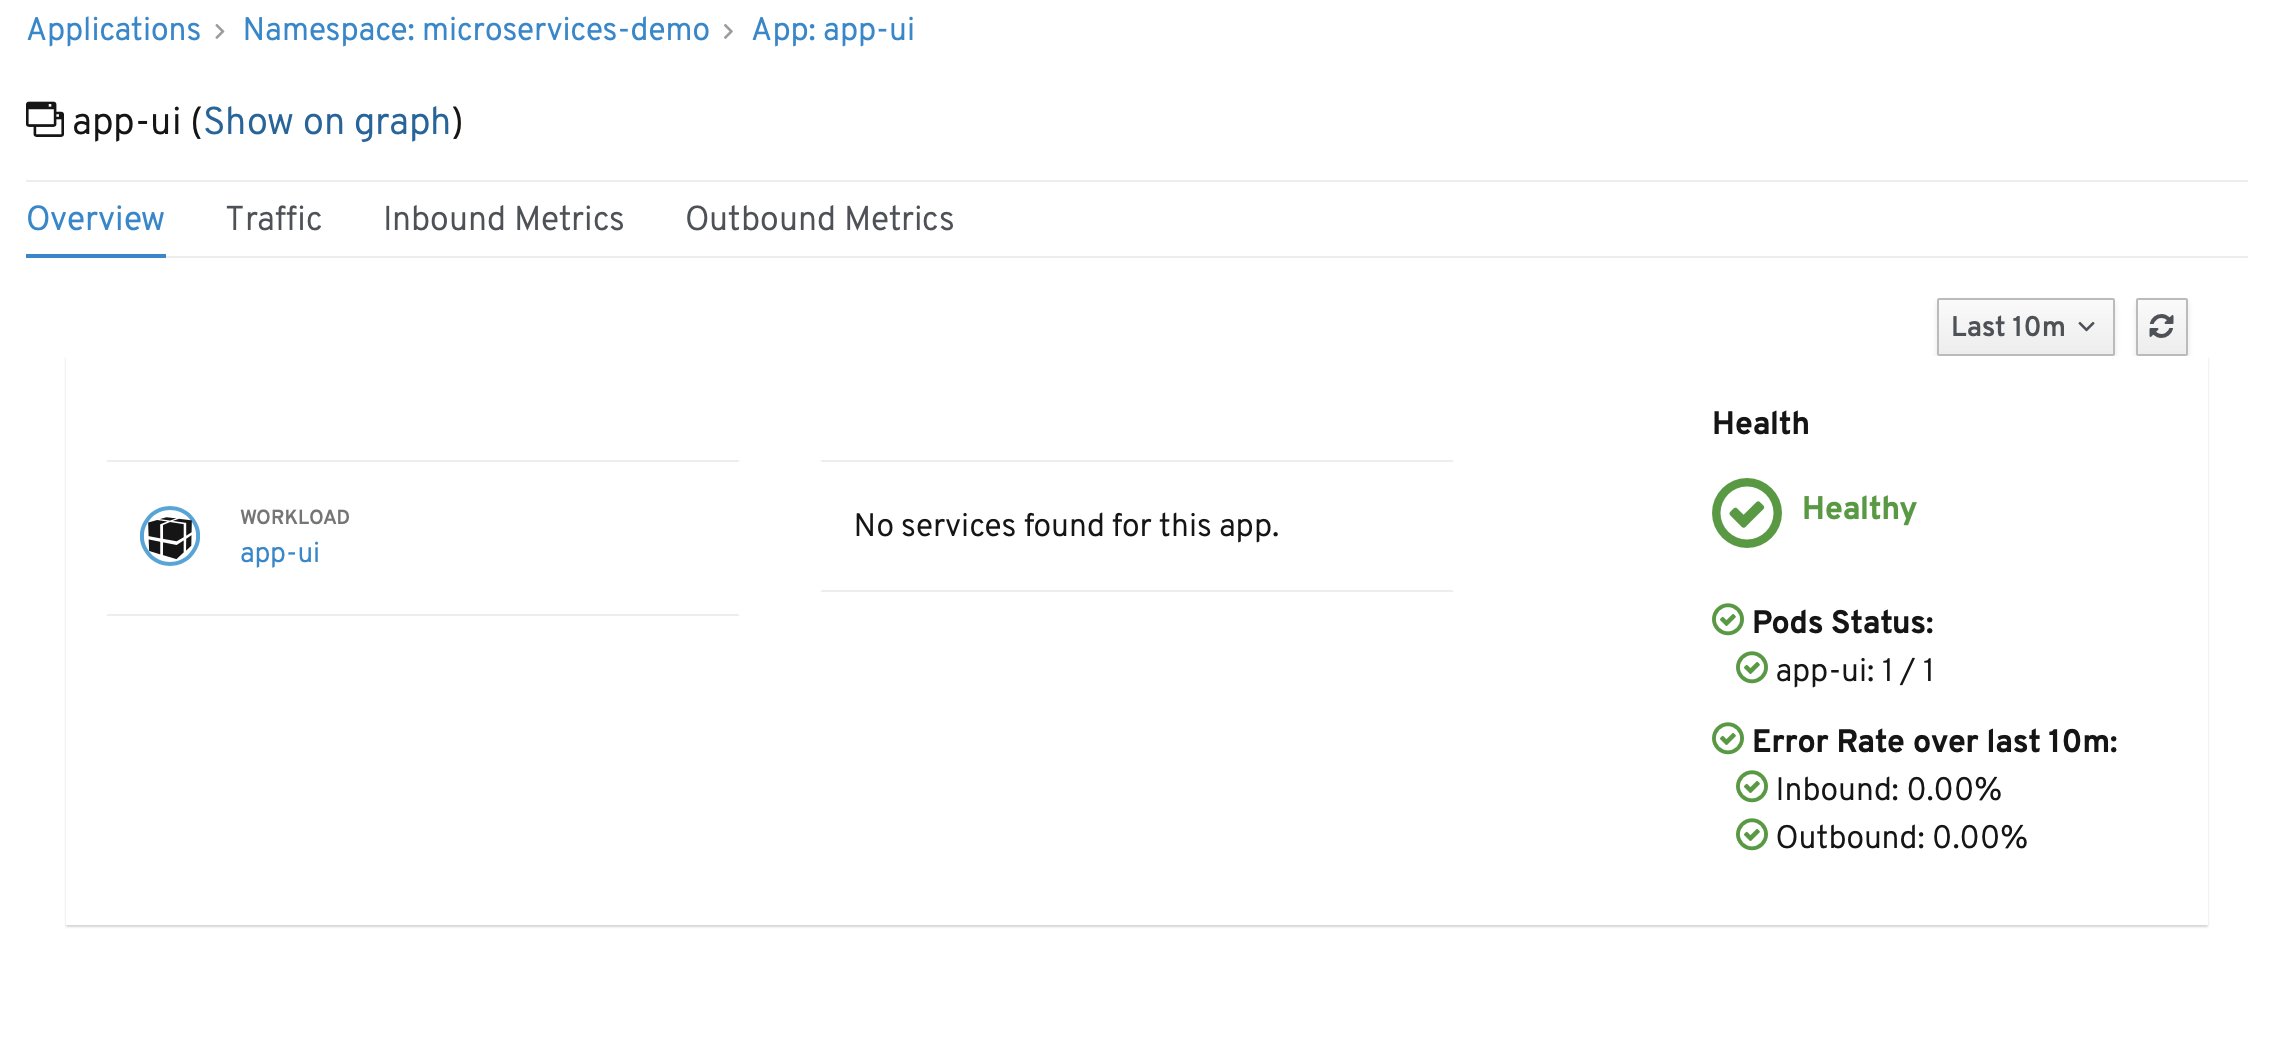 Applications > Namespace: microservices-demo > App: app-ui
app-ui (Show on graph)
Overview Traffic Inbound Metrics Outbound Metrics
Last 10m
WORKLOAD
app-ui
No services found for this app.
Health
Healthy
Pods Status:
app-ui: 1 / 1
Error Rate over last 10m:
Inbound: 0.00%
Outbound: 0.00%